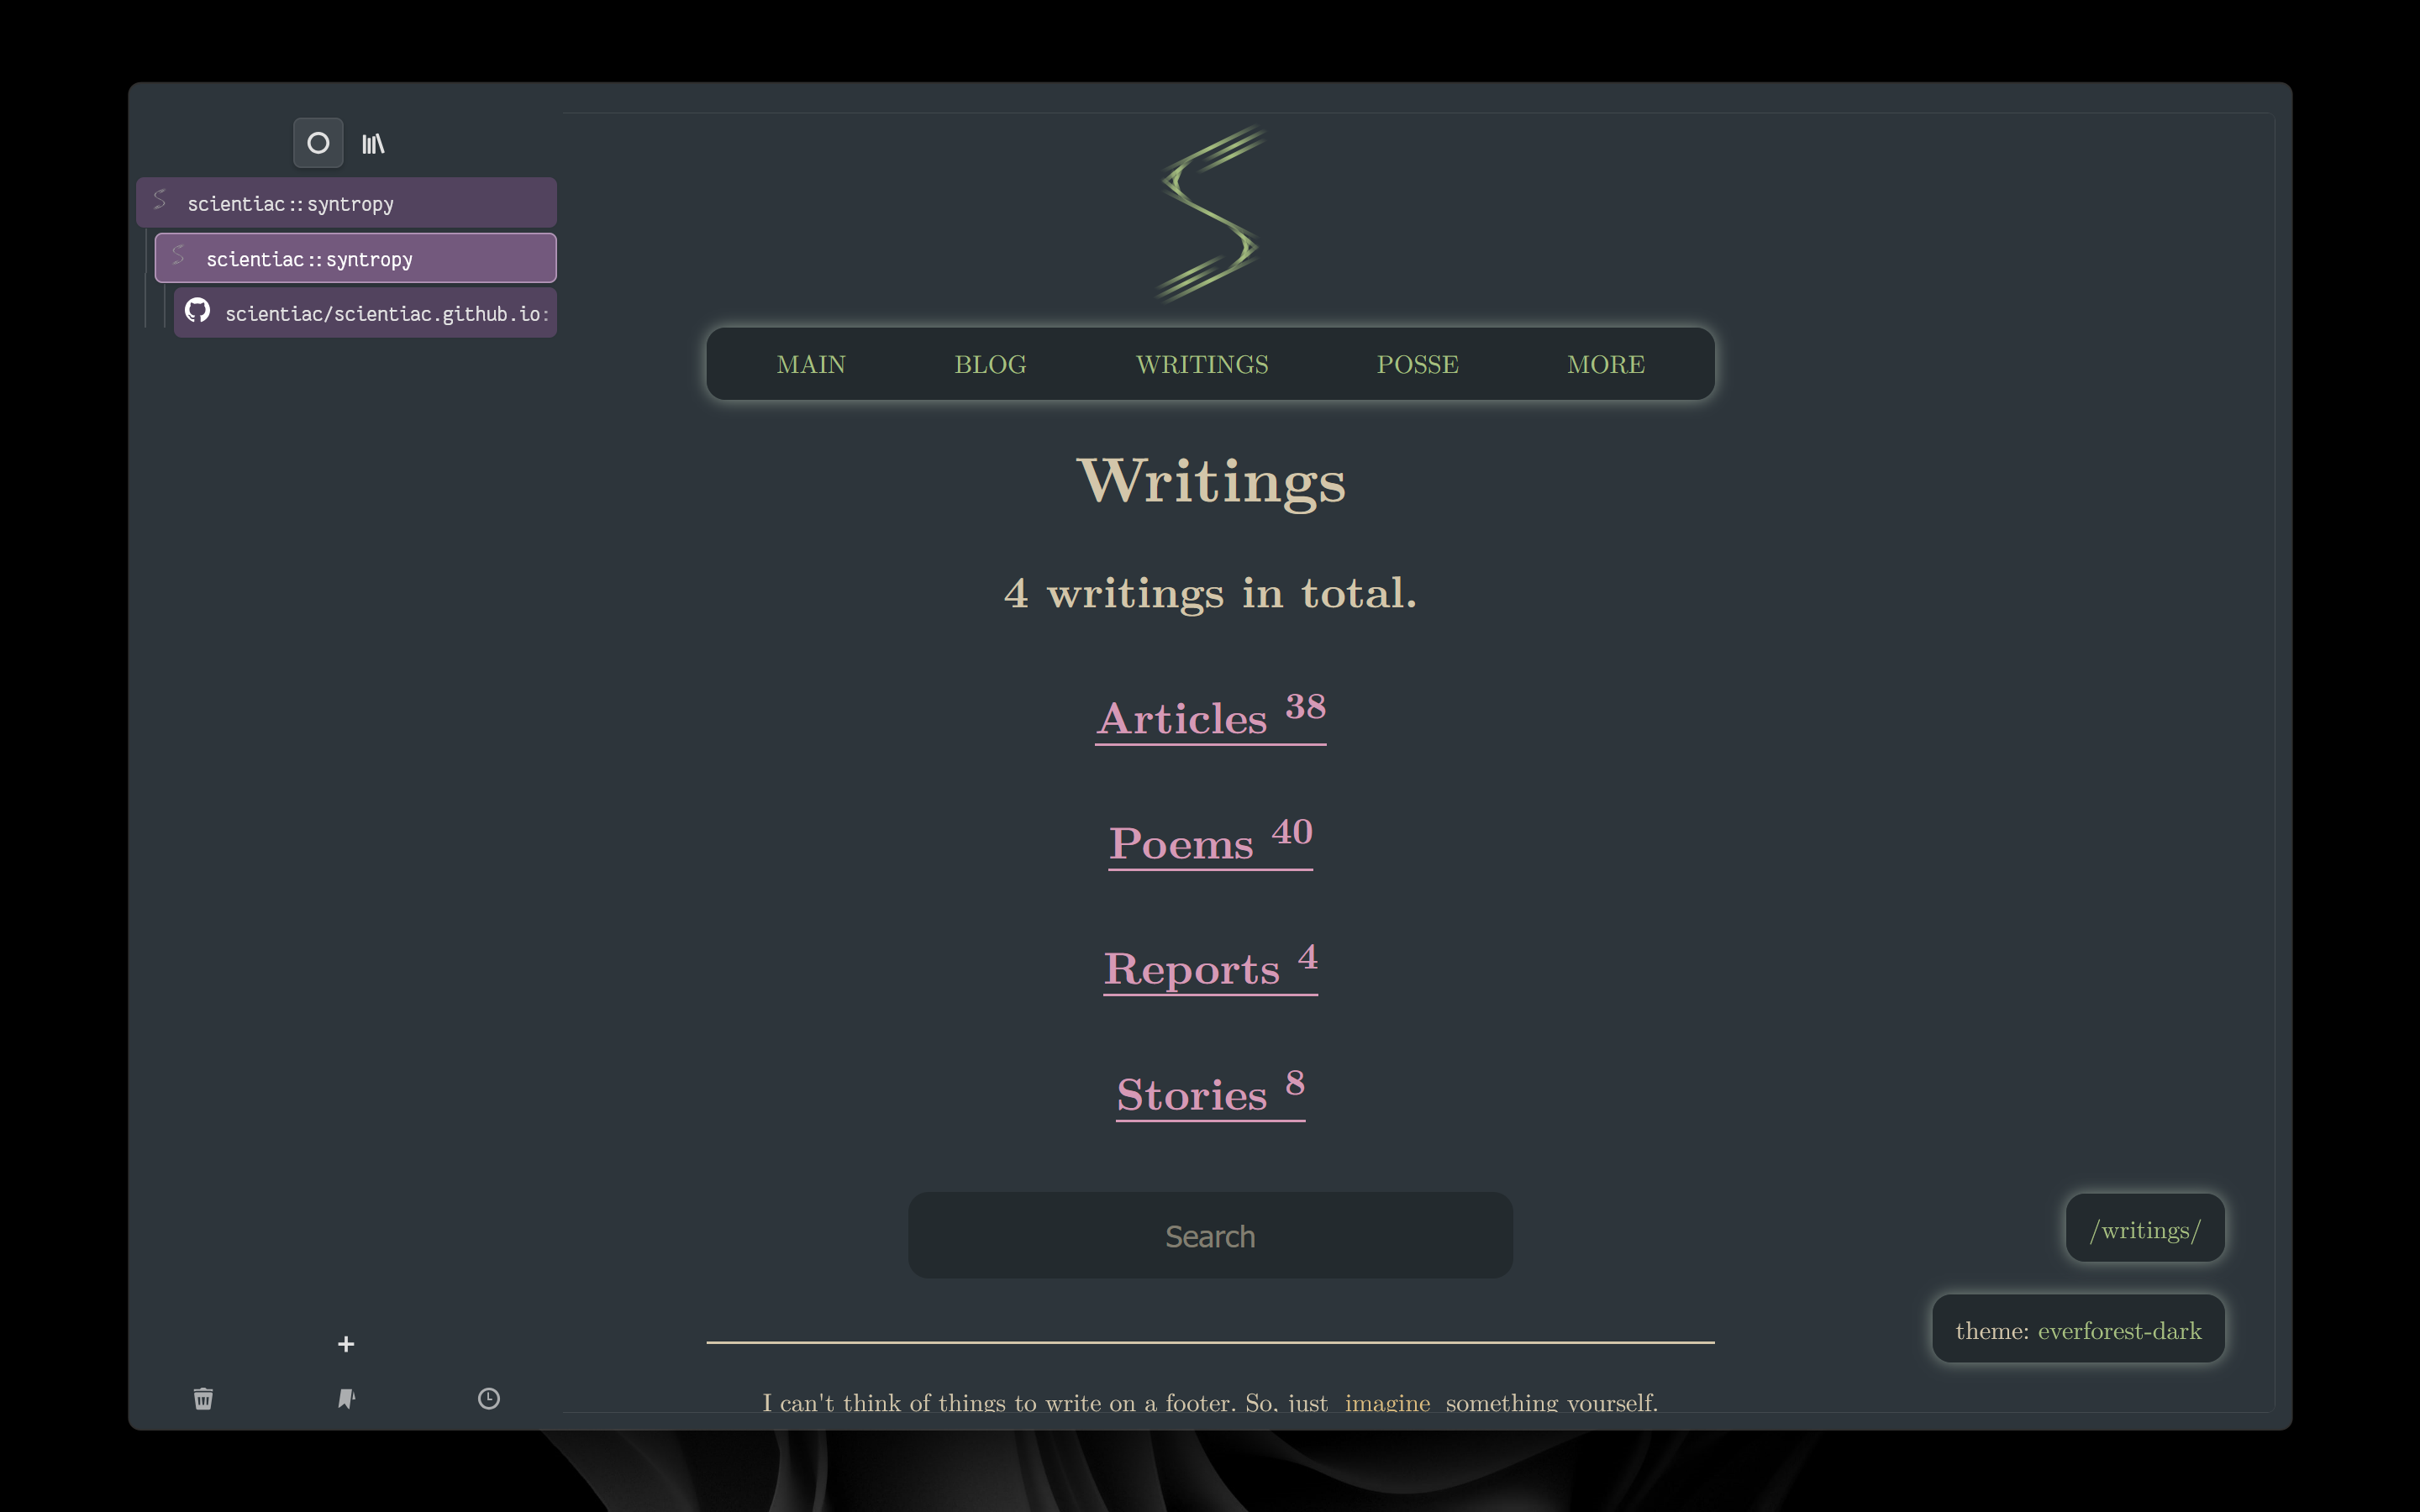 scientiac::syntropy
scientiac::syntropy
scientiac/scientiac.github.io:
MAIN BLOG WRITINGS POSSE MORE
Writings
4 writings in total.
Articles 38
Poems 40
Reports 4
Stories 8
Search
/writings/
theme: everforest-dark
I can't think of things to write on a footer. So, just imagine something yourself.